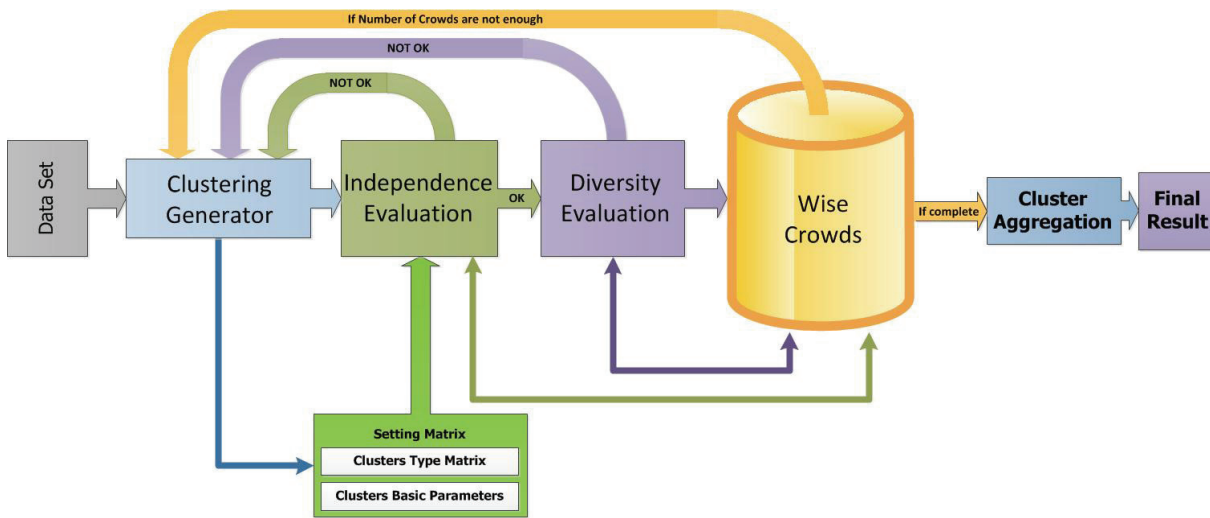 If Number of Crowds are not enough
NOT OK
NOT OK
Data Set
Clustering
Generator
Independence
Evaluation
OK
Diversity
Evaluation
Wise
Crowds
If complete
Cluster
Aggregation
Final
Result
Setting Matrix
Clusters Type Matrix
Clusters Basic Parameters